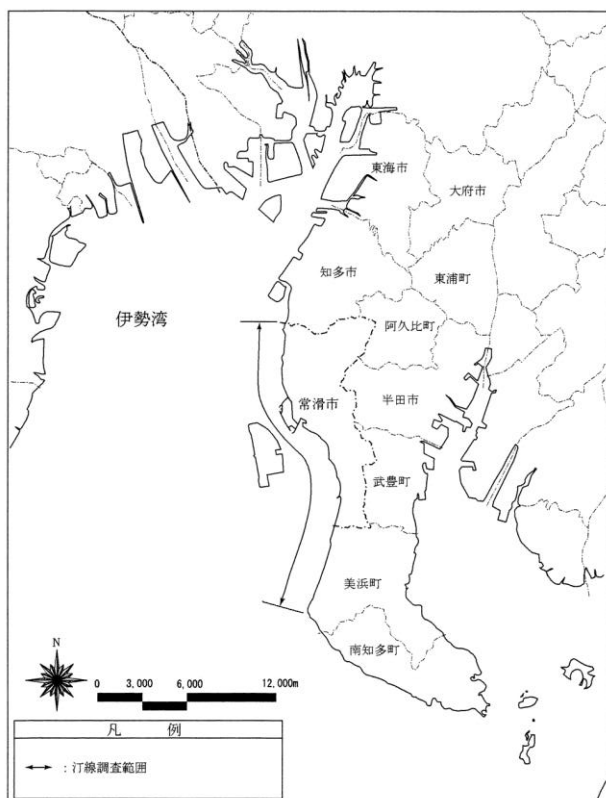 東海市
大府市
知多市
東浦町
伊勢湾
阿久比町
常滑市
半田市
武豊町
美浜町
南知多町
N
0 3,000 6,000 12,000m
凡 例
：汀線調査範囲